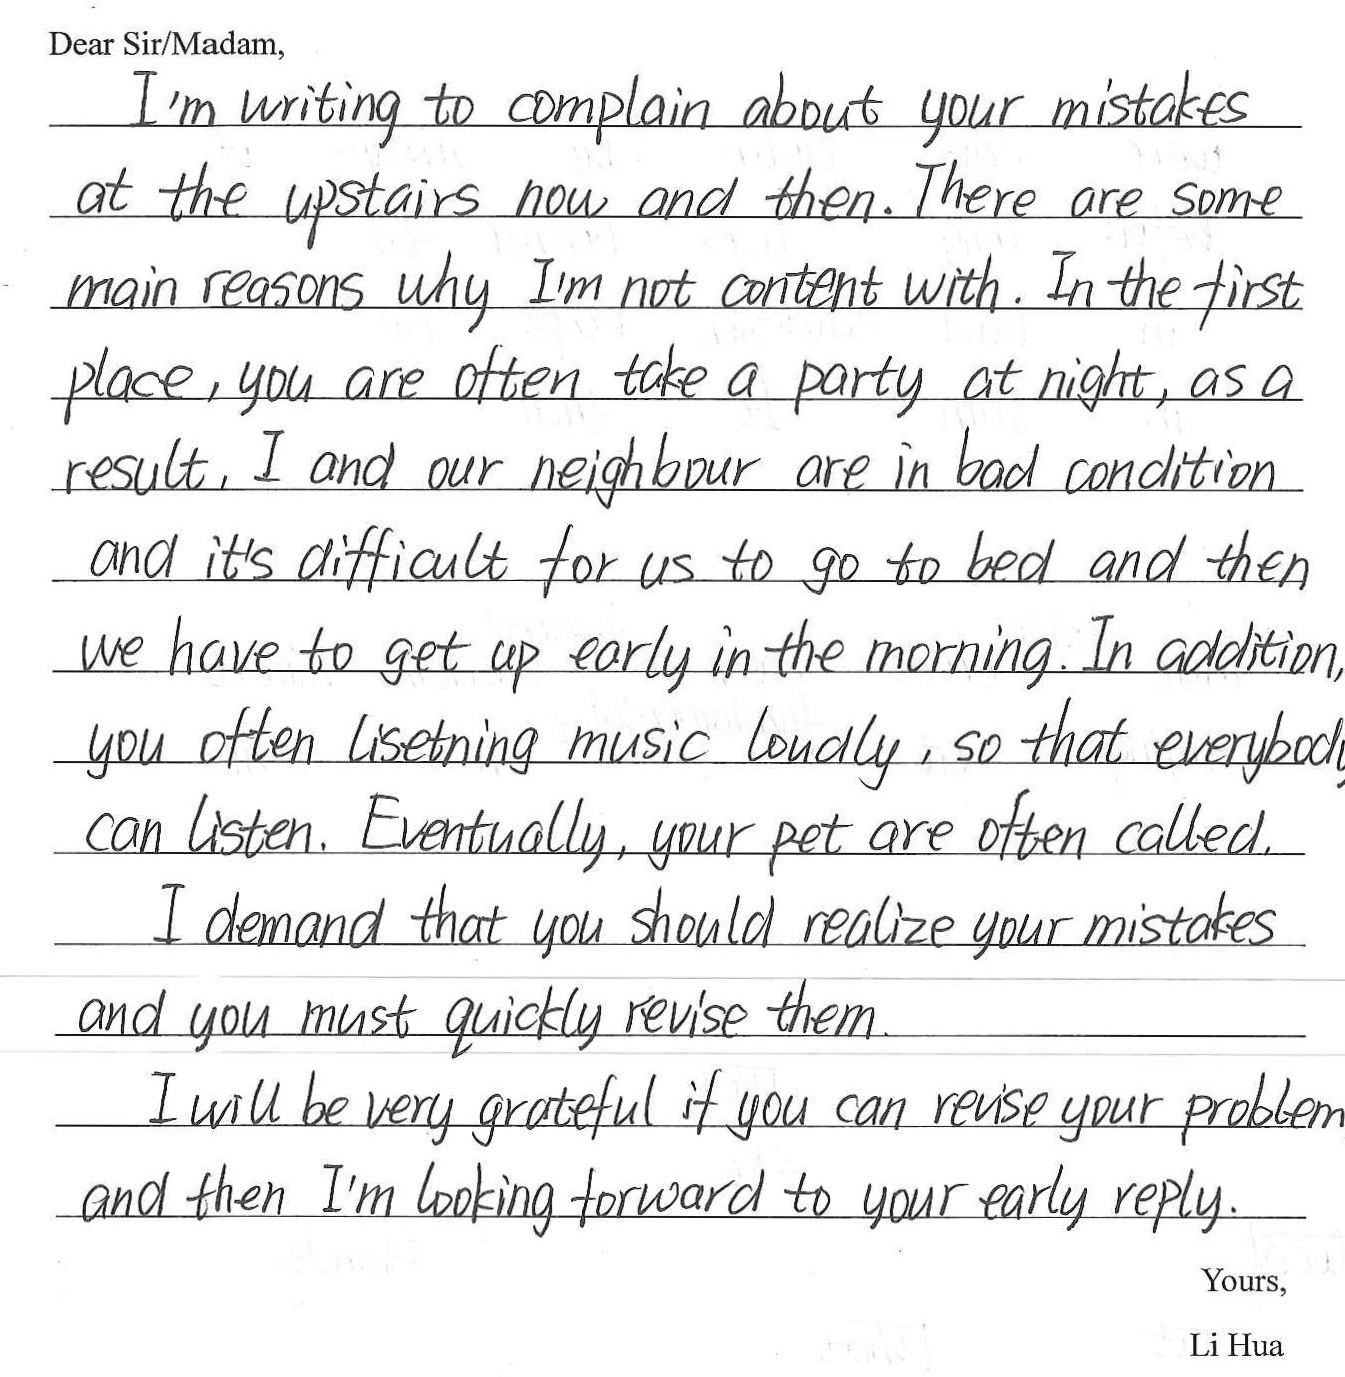 Dear Sir/Madam,
I'm writing to complain about your mistakes
at the upstairs now and then. There are some
main reasons why I'm not content with. In the first
place, you are often take a party at night, as a
result, I and our neighbour are in bad condition
and it's difficult for us to go to bed and then
we have to get up early in the morning. In addition,
you often lisetning music loudly, so that everybody
can listen. Eventually, your pet are often called.
I demand that you should realize your mistakes
and you must quickly revise them.
I will be very grateful if you can revise your problem
and then I'm looking forward to your early reply.
Yours,
Li Hua